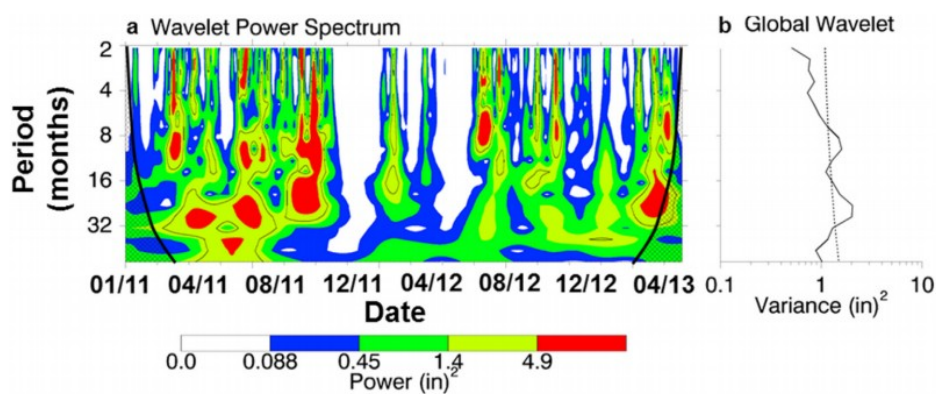 a Wavelet Power Spectrum
b Global Wavelet
Period
(months)
2
4
8
16
32
01/11 04/11 08/11 12/11 04/12 08/12 12/12 04/13
Date
0.1 1 10
Variance (in)²
0.0 0.088 0.45 1.4 4.9
Power (in)²